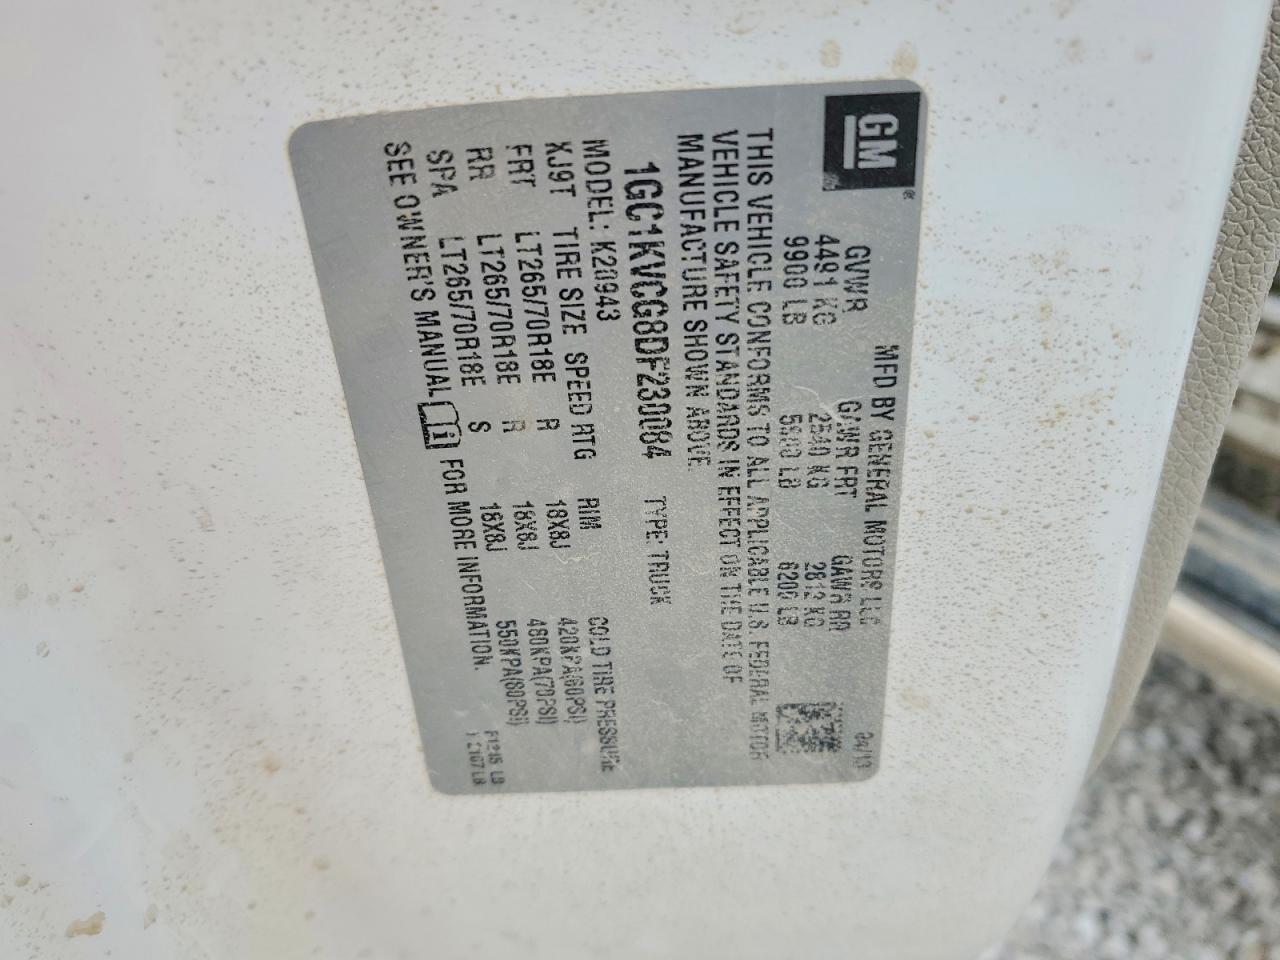 GM ®
MFD BY GENERAL MOTORS LLC 04/13
GVWR GAWR FRT GAWR RR
4491 KG 2540 KG 2812 KG
9900 LB 5600 LB 6200 LB
THIS VEHICLE CONFORMS TO ALL APPLICABLE U.S. FEDERAL MOTOR
VEHICLE SAFETY STANDARDS IN EFFECT ON THE DATE OF
MANUFACTURE SHOWN ABOVE.
1GC1KVCG8DF230084 TYPE: TRUCK
MODEL: K20943
XJ9T TIRE SIZE SPEED RTG RIM COLD TIRE PRESSURE
FRT LT265/70R18E R 18X8J 420KPA(60PSI)
RR LT265/70R18E R 18X8J 480KPA(70PSI)
SPA LT265/70R18E S 18X8J 550KPA(80PSI)
SEE OWNER'S MANUAL FOR MORE INFORMATION.